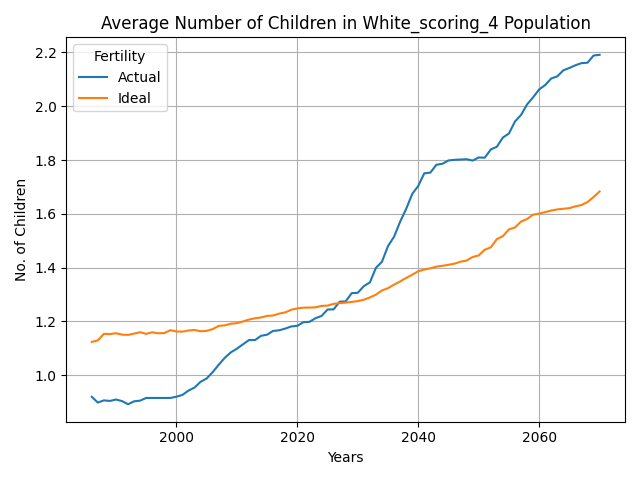 Average Number of Children in White_scoring_4 Population
Fertility
Actual
Ideal
No. of Children
2.2
2.0
1.8
1.6
1.4
1.2
1.0
2000 2020 2040 2060
Years